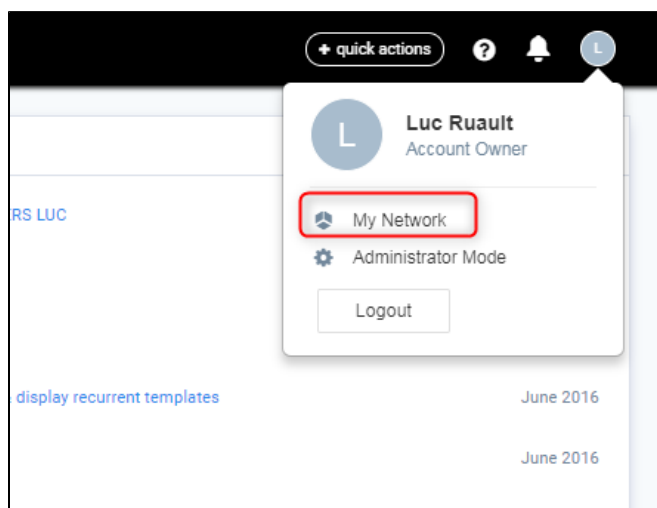 + quick actions ? L
L
Luc Ruault
Account Owner
RS LUC
My Network
Administrator Mode
Logout
display recurrent templates June 2016
June 2016